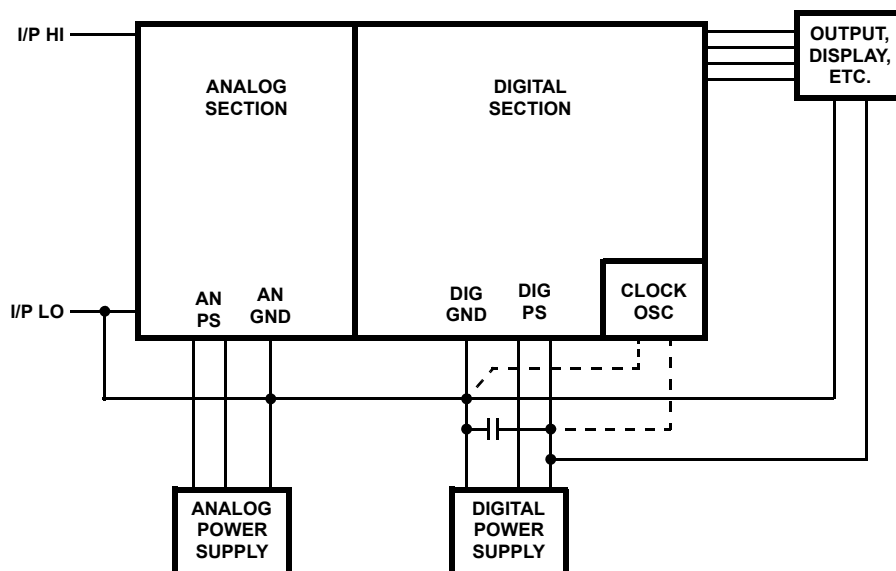 I/P HI
ANALOG
SECTION
DIGITAL
SECTION
OUTPUT,
DISPLAY,
ETC.
I/P LO
AN
PS
AN
GND
DIG
GND
DIG
PS
CLOCK
OSC
ANALOG
POWER
SUPPLY
DIGITAL
POWER
SUPPLY